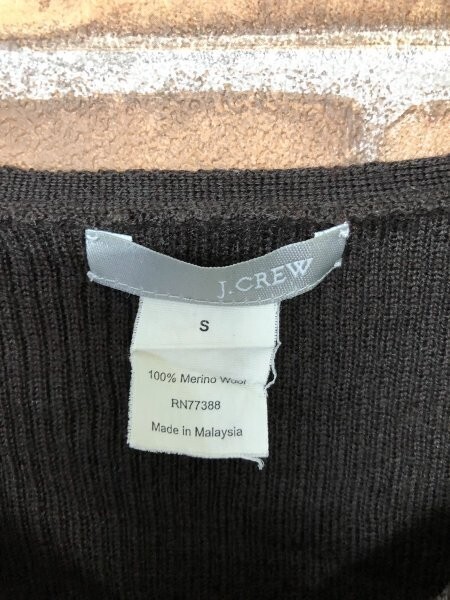 J.CREW
S
100% Merino Wool
RN77388
Made in Malaysia